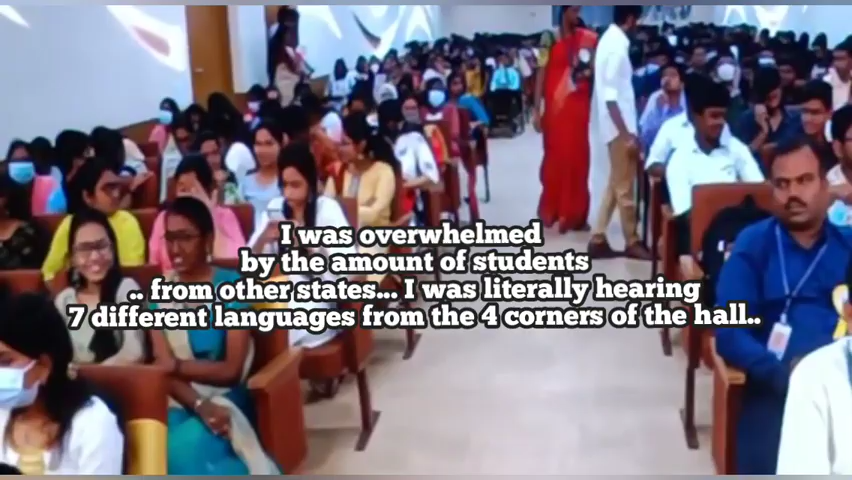 I was overwhelmed
by the amount of students
.. from other states... I was literally hearing
7 different languages from the 4 corners of the hall..